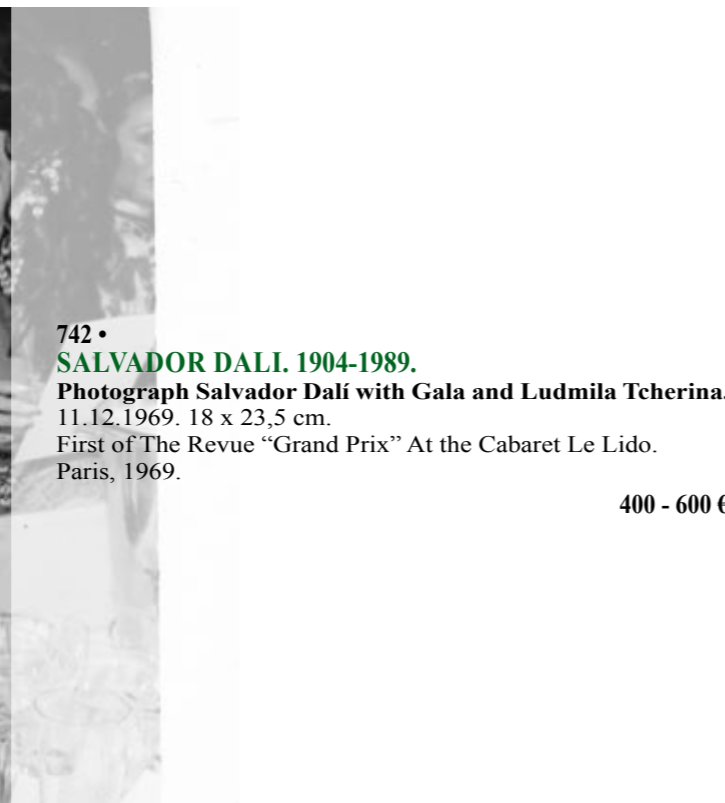 742 •
SALVADOR DALI. 1904-1989.
Photograph Salvador Dalí with Gala and Ludmila Tcherina.
11.12.1969. 18 x 23,5 cm.
First of The Revue “Grand Prix” At the Cabaret Le Lido.
Paris, 1969.
400 - 600 €